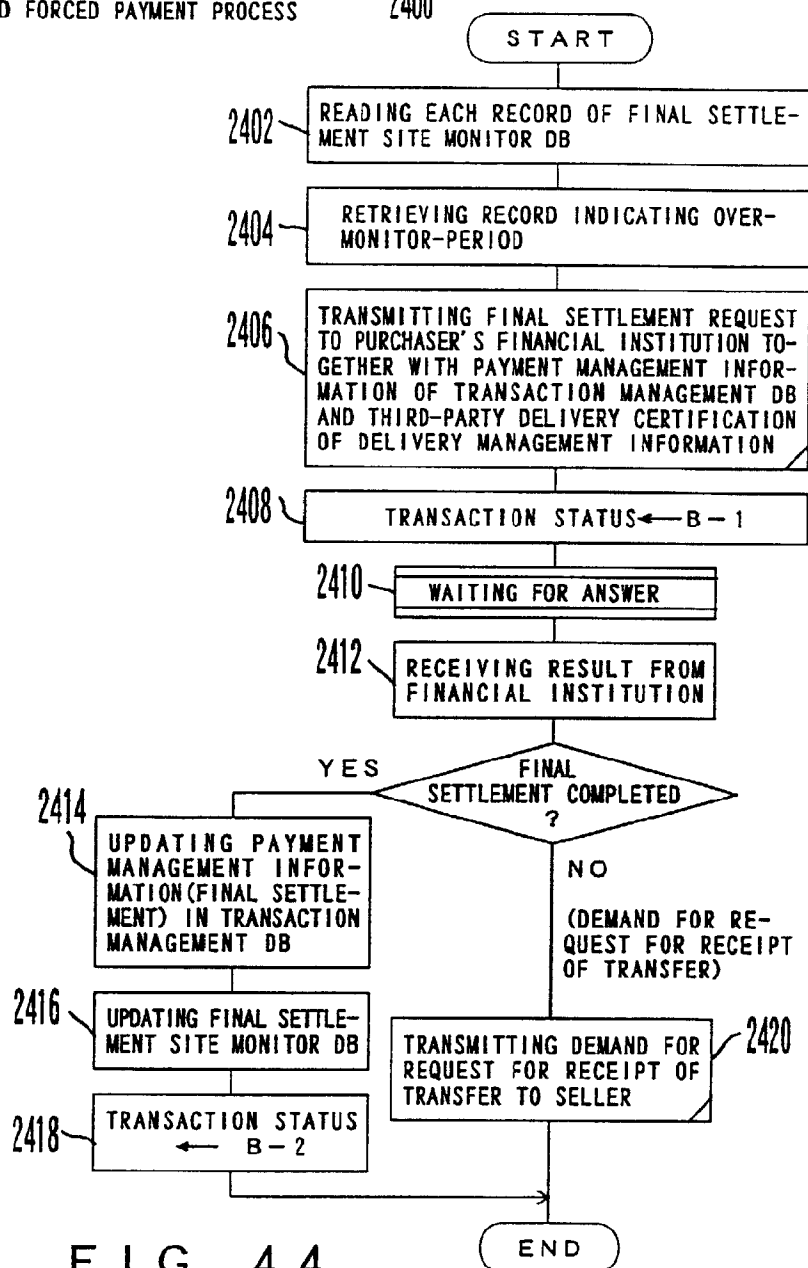 D FORCED PAYMENT PROCESS
2400
START
2402
READING EACH RECORD OF FINAL SETTLE-
MENT SITE MONITOR DB
2404
RETRIEVING RECORD INDICATING OVER-
MONITOR-PERIOD
2406
TRANSMITTING FINAL SETTLEMENT REQUEST
TO PURCHASER'S FINANCIAL INSTITUTION TO-
GETHER WITH PAYMENT MANAGEMENT INFOR-
MATION OF TRANSACTION MANAGEMENT DB
AND THIRD-PARTY DELIVERY CERTIFICATION
OF DELIVERY MANAGEMENT INFORMATION
2408
TRANSACTION STATUS←B-1
2410
WAITING FOR ANSWER
2412
RECEIVING RESULT FROM
FINANCIAL INSTITUTION
YES
FINAL
SETTLEMENT COMPLETED
?
2414
UPDATING PAYMENT
MANAGEMENT INFOR-
MATION(FINAL SETTLE-
MENT) IN TRANSACTION
MANAGEMENT DB
NO
(DEMAND FOR RE-
QUEST FOR RECEIPT
OF TRANSFER)
2416
UPDATING FINAL SETTLE-
MENT SITE MONITOR DB
2420
TRANSMITTING DEMAND FOR
REQUEST FOR RECEIPT OF
TRANSFER TO SELLER
2418
TRANSACTION STATUS
← B-2
END
FIG. 44